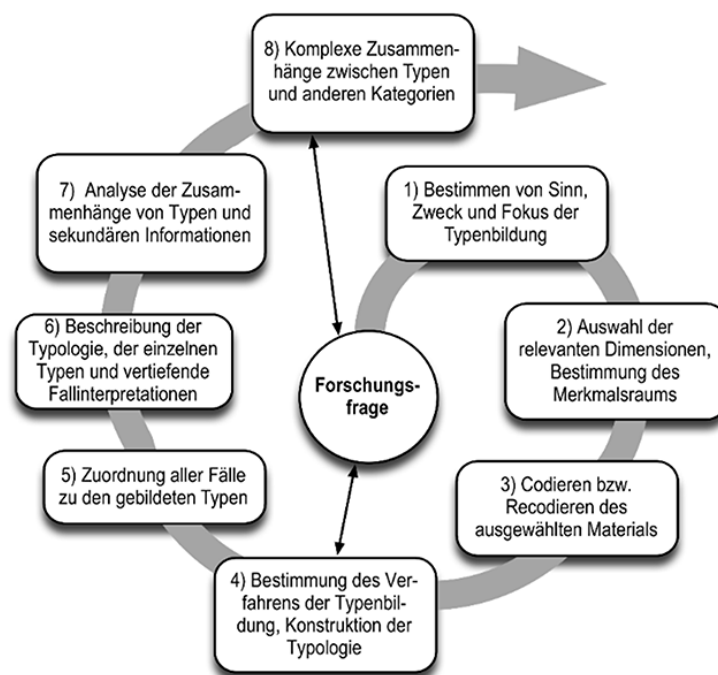 8) Komplexe Zusammen-
hänge zwischen Typen
und anderen Kategorien
1) Bestimmen von Sinn,
Zweck und Fokus der
Typenbildung
2) Auswahl der
relevanten Dimensionen,
Bestimmung des
Merkmalsraums
3) Codieren bzw.
Recodieren des
ausgewählten Materials
4) Bestimmung des Ver-
fahrens der Typenbil-
dung, Konstruktion der
Typologie
5) Zuordnung aller Fälle
zu den gebildeten Typen
6) Beschreibung der
Typologie, der einzelnen
Typen und vertiefende
Fallinterpretationen
7) Analyse der Zusam-
menhänge von Typen und
sekundären Informationen
Forschungs-
frage